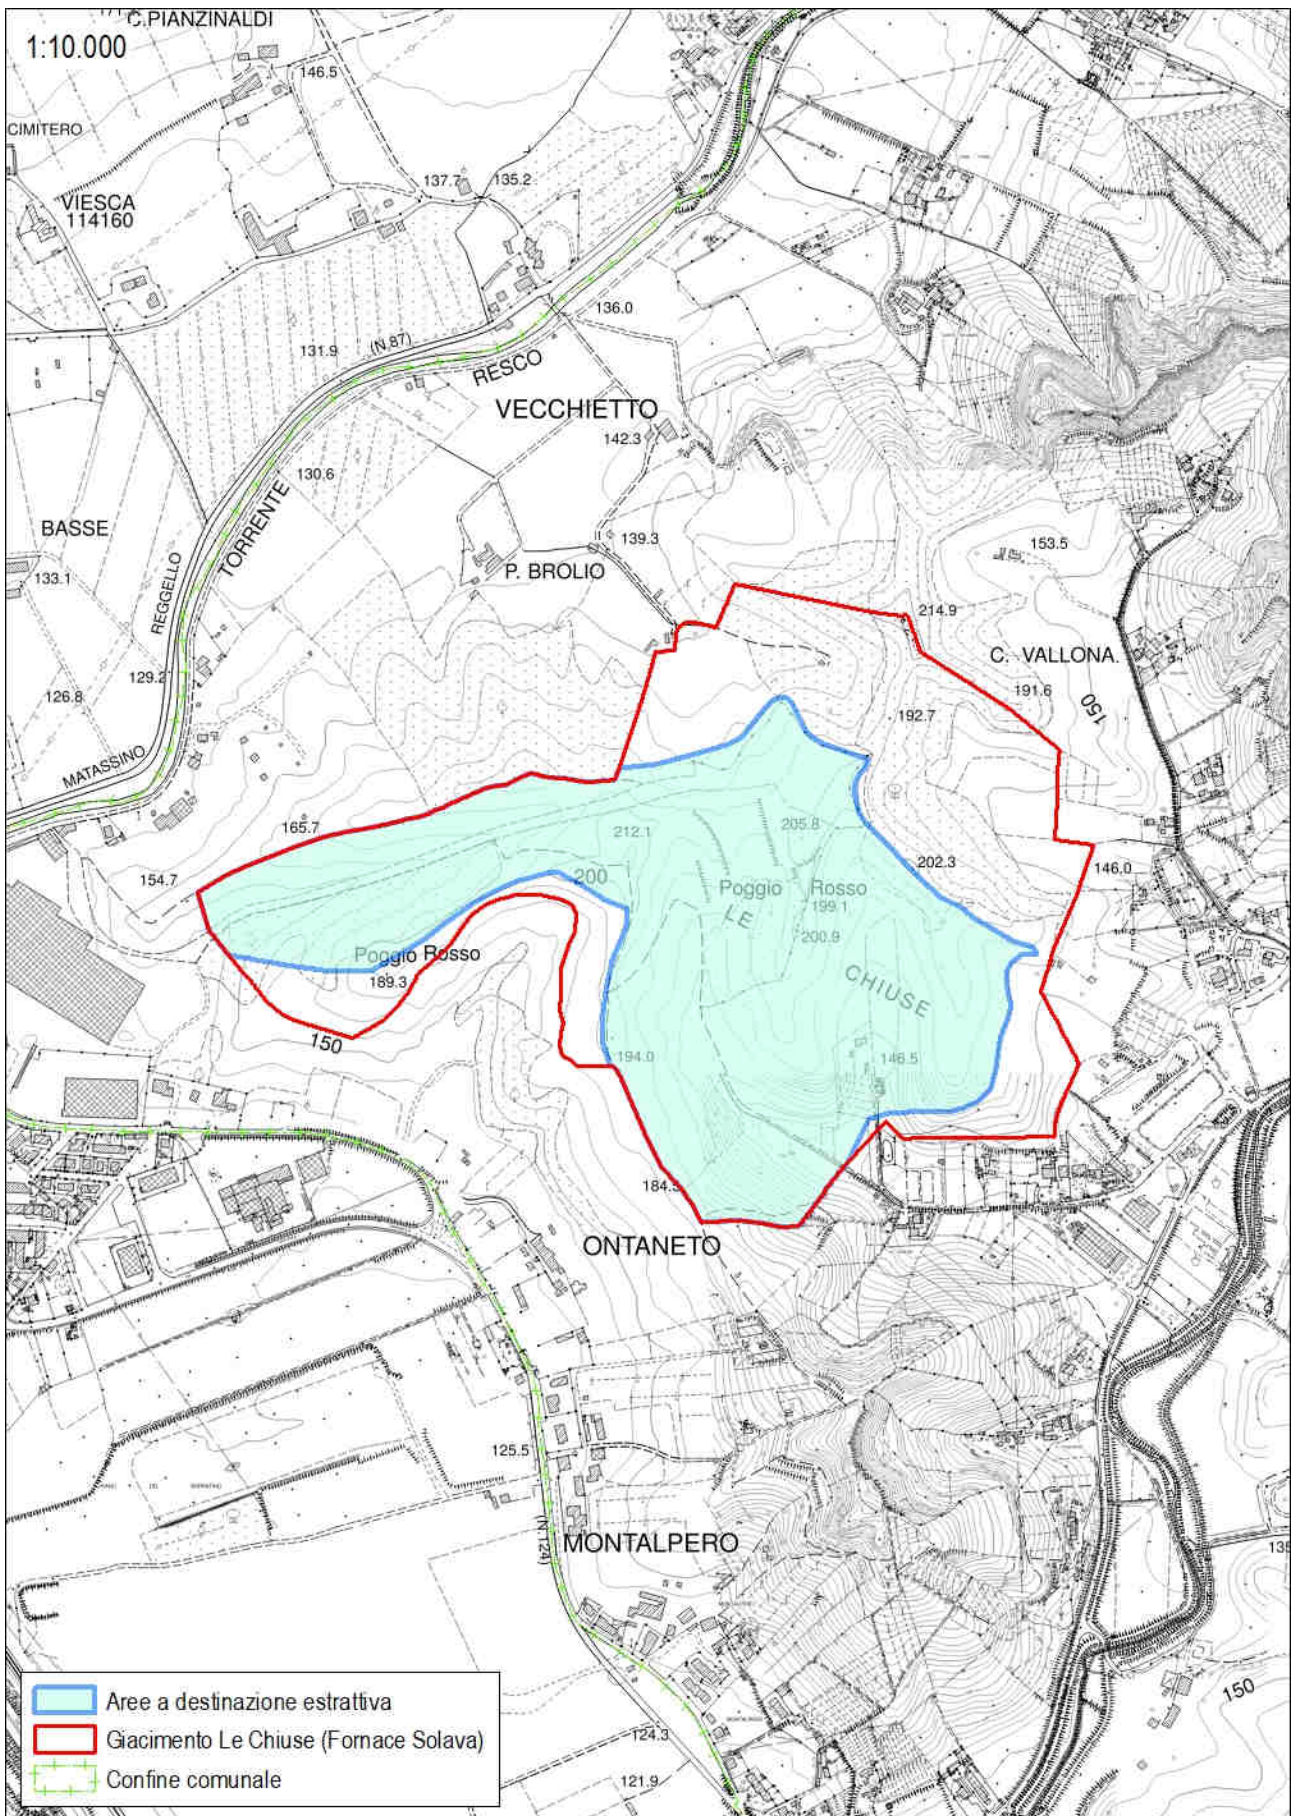 C.PIANZINALDI
1:10.000
146.5
CIMITERO
137.7
135.2
VIESCA
114160
136.0
(N.87)
131.9
RESCO
VECCHIETTO
142.3
130.6
TORRENTE
BASSE
139.3
153.5
133.1
P. BROLIO
REGGELLO
214.9
C. VALLONA
129.2
191.6
126.8
150
192.7
MATASSINO
165.7
212.1
205.8
202.3
146.0
154.7
200
Poggio Rosso
LE
199.1
200.9
Poggio Rosso
189.3
CHIUSE
150
194.0
146.5
184.5
ONTANETO
125.5
(N.124)
MONTALPERO
135
150
124.3
121.9
Aree a destinazione estrattiva
Giacimento Le Chiuse (Fornace Solava)
Confine comunale